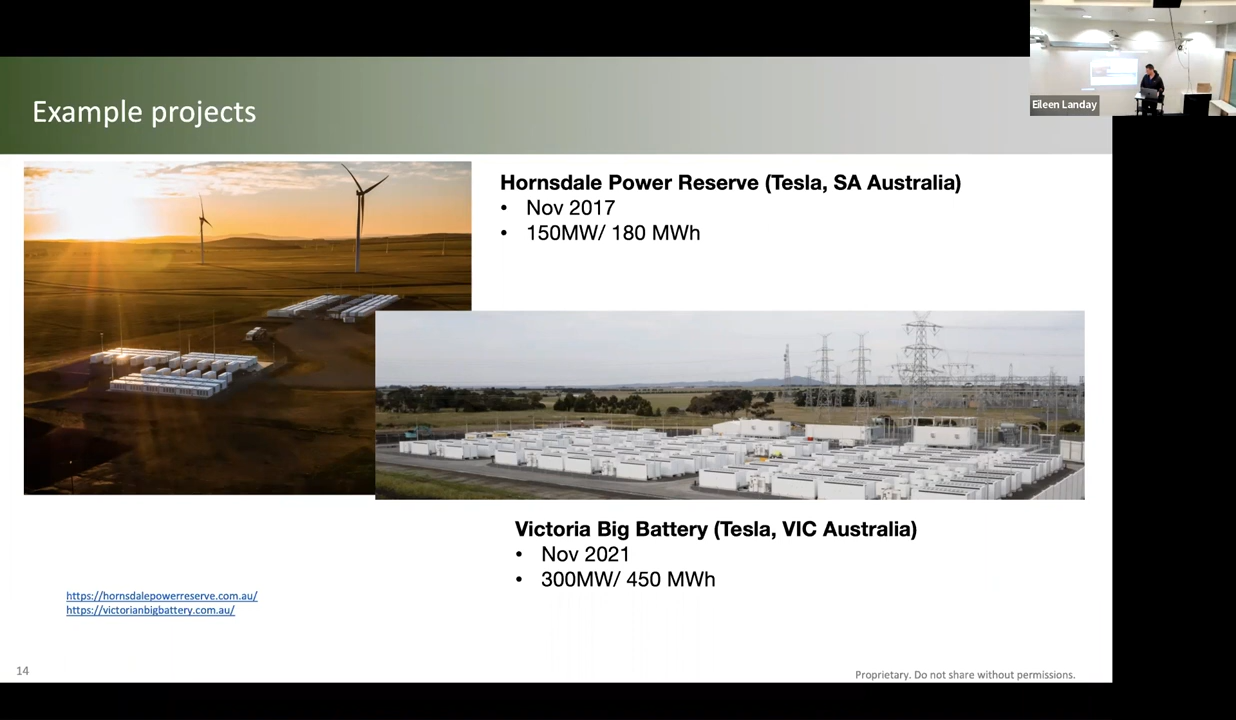 Eileen Landay
Example projects
Hornsdale Power Reserve (Tesla, SA Australia)
• Nov 2017
• 150MW/ 180 MWh
Victoria Big Battery (Tesla, VIC Australia)
• Nov 2021
• 300MW/ 450 MWh
https://hornsdalepowerreserve.com.au/
https://victorianbigbattery.com.au/
14
Proprietary. Do not share without permissions.